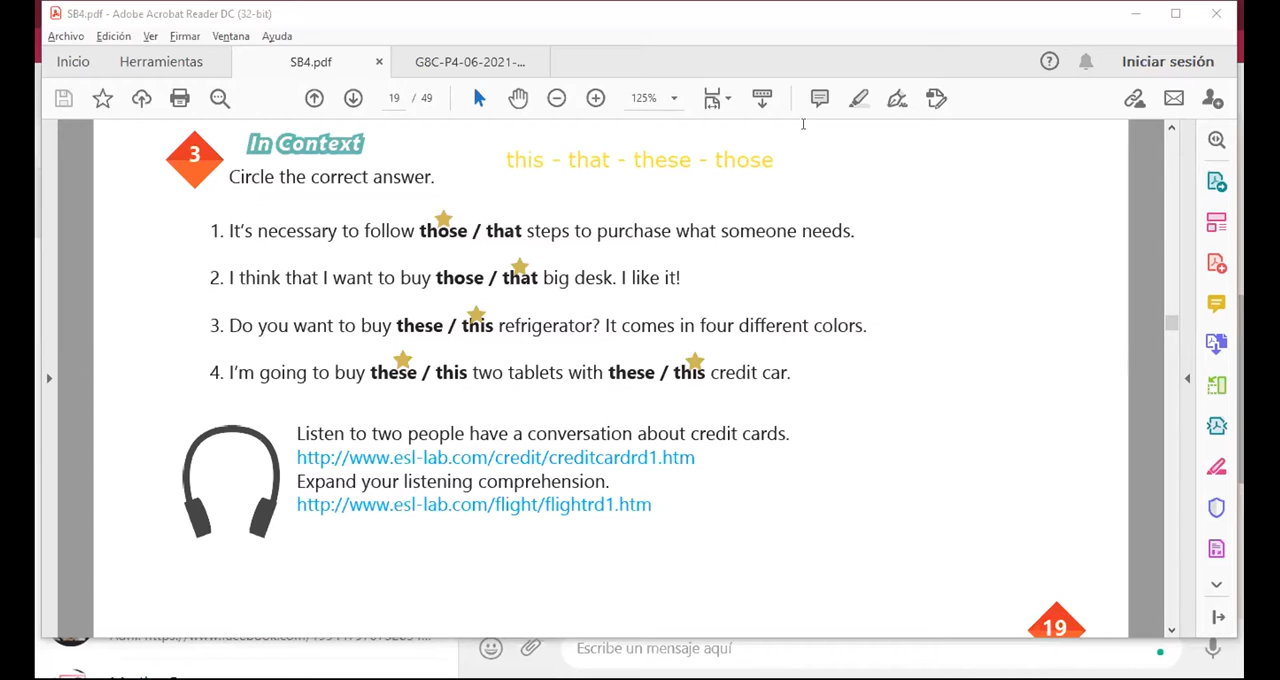 SB4.pdf - Adobe Acrobat Reader DC (32-bit)
Archivo Edición Ver Firmar Ventana Ayuda
Inicio Herramientas SB4.pdf × G8C-P4-06-2021-... Iniciar sesión
19 / 49 125%
3 In Context this - that - these - those
Circle the correct answer.
1. It's necessary to follow those / that steps to purchase what someone needs.
2. I think that I want to buy those / that big desk. I like it!
3. Do you want to buy these / this refrigerator? It comes in four different colors.
4. I'm going to buy these / this two tablets with these / this credit car.
Listen to two people have a conversation about credit cards.
http://www.esl-lab.com/credit/creditcardrd1.htm
Expand your listening comprehension.
http://www.esl-lab.com/flight/flightrd1.htm
19
Escribe un mensaje aquí